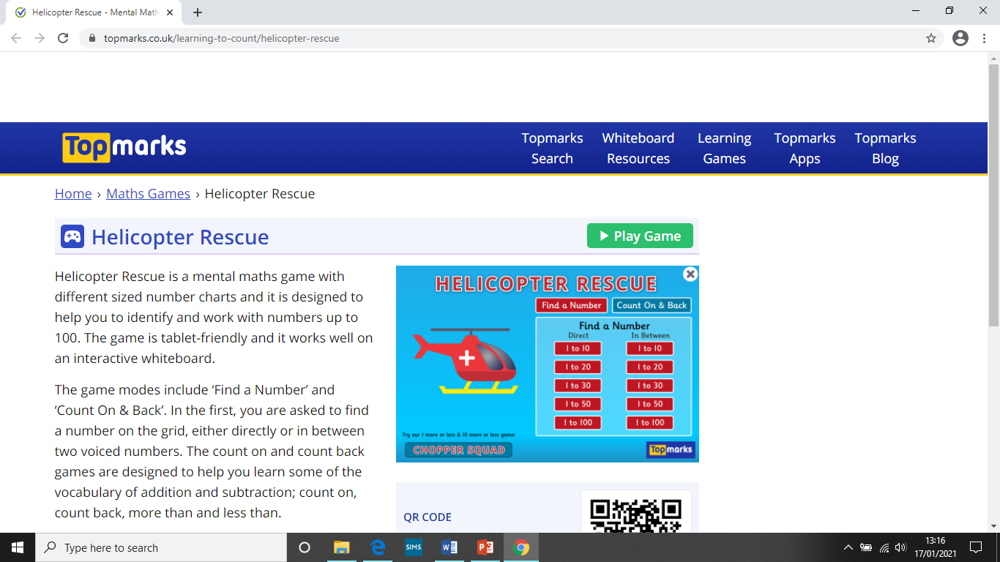 Helicopter Rescue - Mental Math
topmarks.co.uk/learning-to-count/helicopter-rescue
Topmarks
Topmarks Search
Whiteboard Resources
Learning Games
Topmarks Apps
Topmarks Blog
Home › Maths Games › Helicopter Rescue
Helicopter Rescue
Play Game
Helicopter Rescue is a mental maths game with
different sized number charts and it is designed to
help you to identify and work with numbers up to
100. The game is tablet-friendly and it works well on
an interactive whiteboard.
The game modes include ‘Find a Number’ and
‘Count On & Back’. In the first, you are asked to find
a number on the grid, either directly or in between
two voiced numbers. The count on and count back
games are designed to help you learn some of the
vocabulary of addition and subtraction; count on,
count back, more than and less than.
HELICOPTER RESCUE
Find a Number Count On & Back
Find a Number
Direct In Between
1 to 10 1 to 10
1 to 20 1 to 20
1 to 30 1 to 30
1 to 50 1 to 50
1 to 100 1 to 100
Try our 1 more or less & 10 more or less game:
CHOPPER SQUAD
Topmarks
QR CODE
Type here to search
SIMS
13:16
17/01/2021